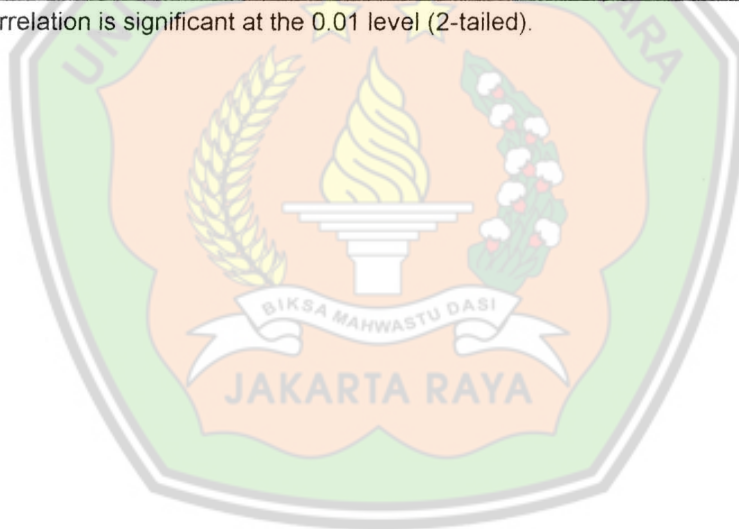 rrelation is significant at the 0.01 level (2-tailed).
BIKSA MAHWASTU DASI
JAKARTA RAYA